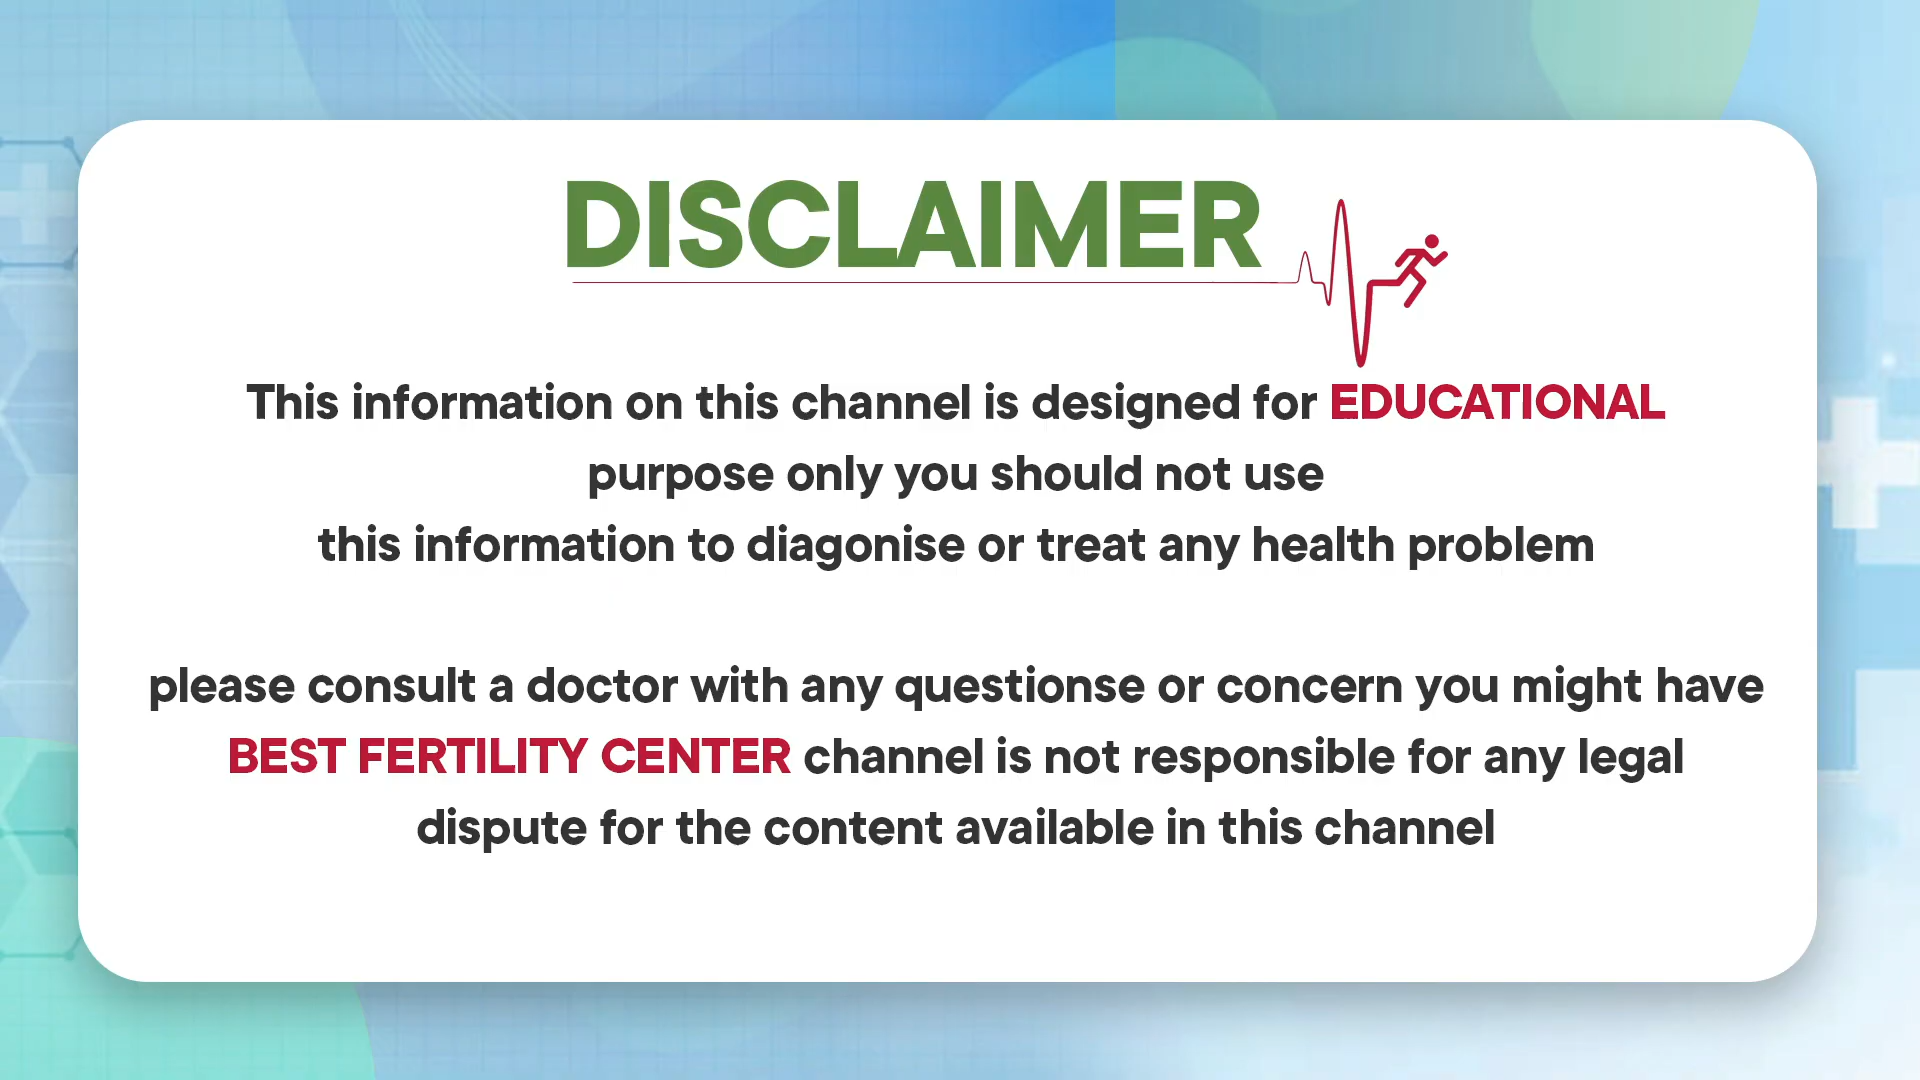 DISCLAIMER
This information on this channel is designed for EDUCATIONAL
purpose only you should not use
this information to diagonise or treat any health problem
please consult a doctor with any questionse or concern you might have
BEST FERTILITY CENTER channel is not responsible for any legal
dispute for the content available in this channel